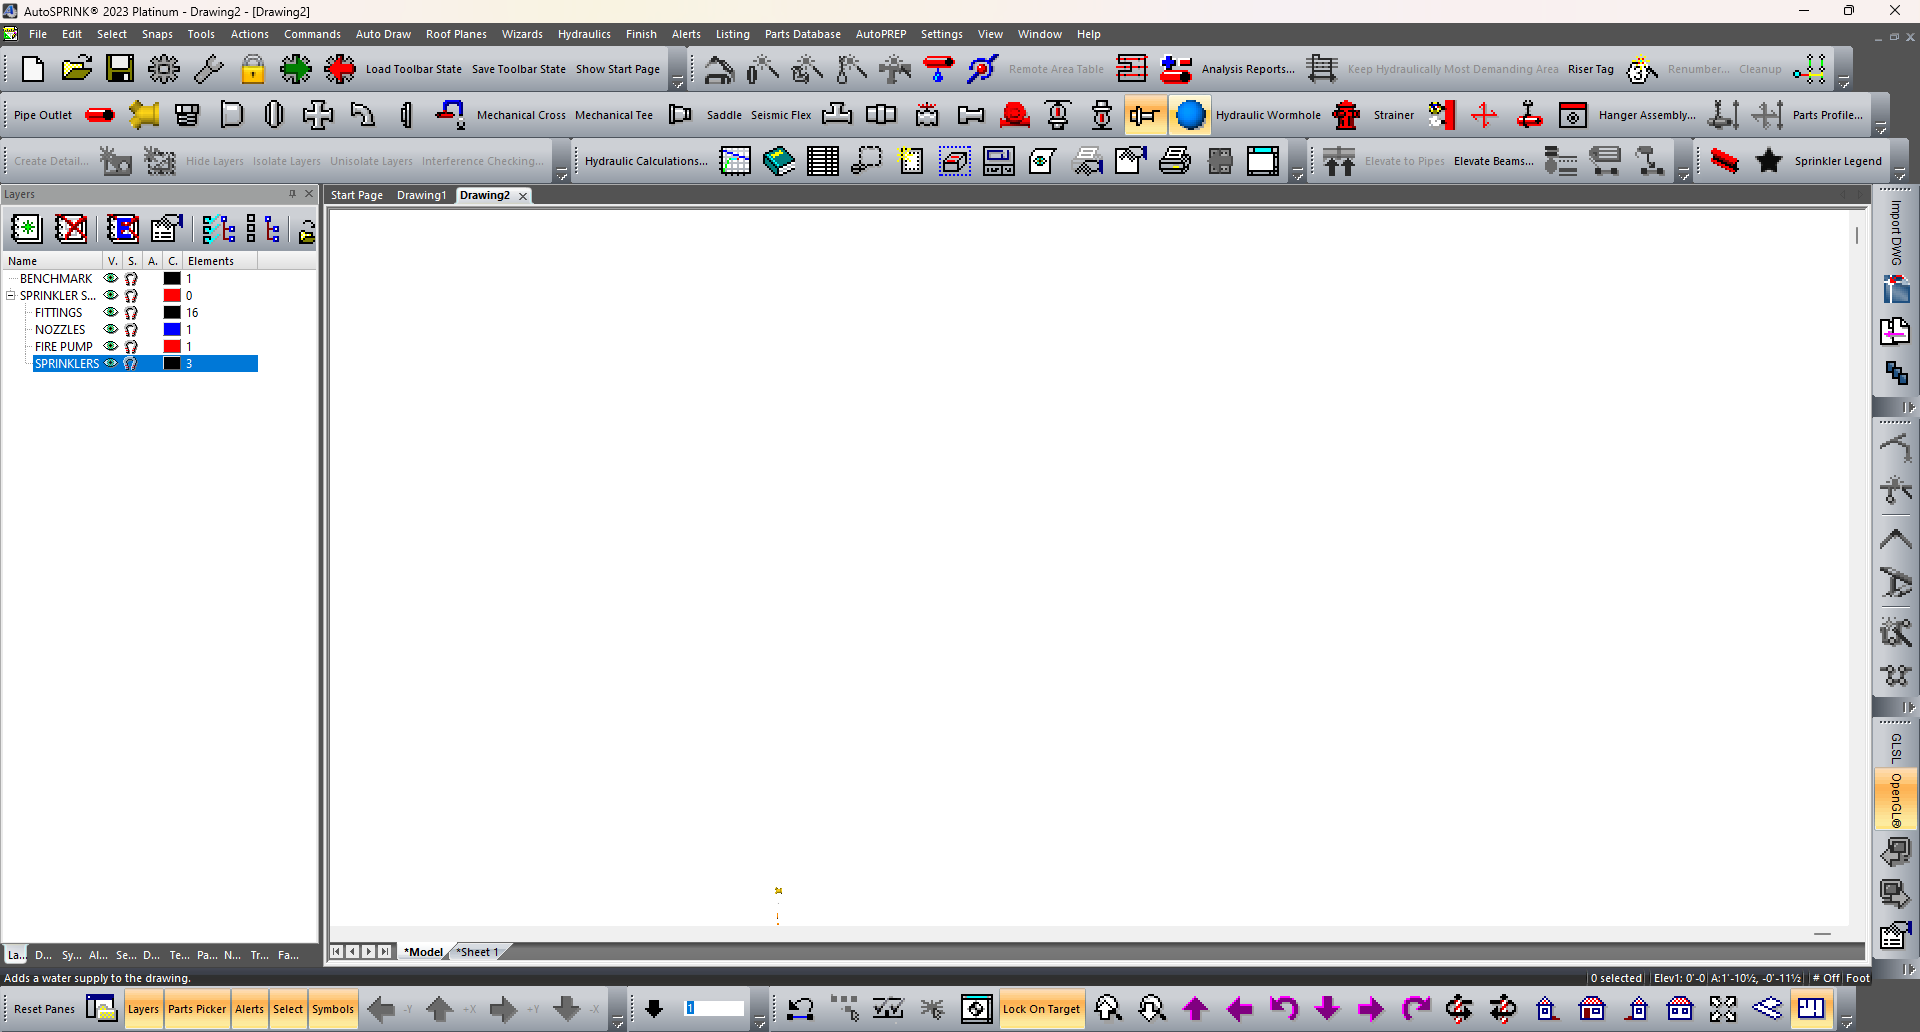 AutoSPRINK® 2023 Platinum - Drawing2 - [Drawing2]
File Edit Select Snaps Tools Actions Commands Auto Draw Roof Planes Wizards Hydraulics Finish Alerts Listing Parts Database AutoPREP Settings View Window Help
Load Toolbar State Save Toolbar State Show Start Page Remote Area Table Analysis Reports... Keep Hydraulically Most Demanding Area Riser Tag Renumber... Cleanup
Pipe Outlet Mechanical Cross Mechanical Tee Saddle Seismic Flex Hydraulic Wormhole Strainer Hanger Assembly... Parts Profile...
Create Detail... Hide Layers Isolate Layers Unisolate Layers Interference Checking... Hydraulic Calculations... Elevate to Pipes Elevate Beams... Sprinkler Legend
Layers
Start Page Drawing1 Drawing2
Name V. S. A. C. Elements
BENCHMARK 1
SPRINKLER S... 0
FITTINGS 16
NOZZLES 1
FIRE PUMP 1
SPRINKLERS 3
Import DWG
GLSL
OpenGL®
La... D... Sy... Al... Se... D... Te... Pa... N... Tr... Fa...
*Model *Sheet 1
Adds a water supply to the drawing.
0 selected Elev1: 0'-0 A:1'-10½, -0'-11½ # Off Foot
Reset Panes Layers Parts Picker Alerts Select Symbols -Y +X +Y -X 1 Lock On Target